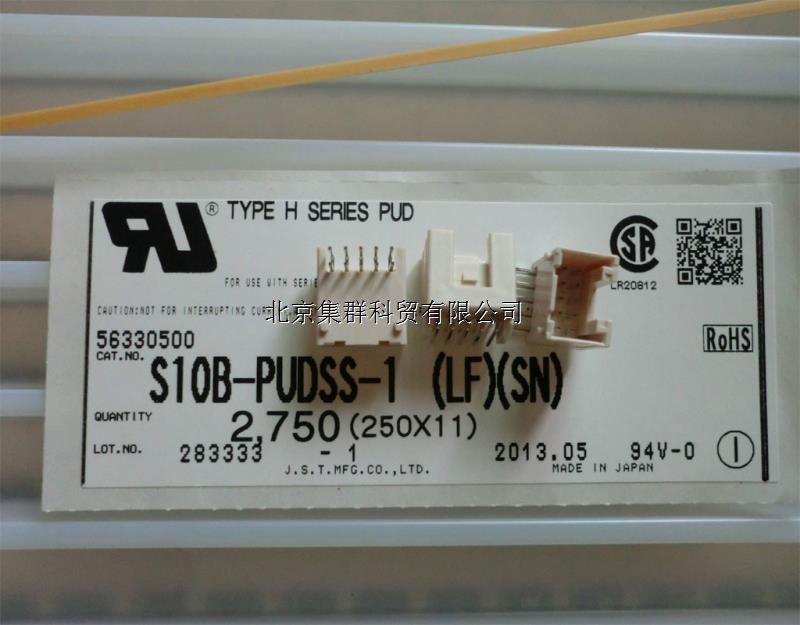 ® TYPE H SERIES PUD
FOR USE WITH SERIE
LR20812
CAUTION:NOT FOR INTERRUPTING CURR
北京集群科贸有限公司
56330500
RoHS
CAT.NO. S10B-PUDSS-1 (LF)(SN)
QUANTITY 2,750 (250X11)
LOT.NO. 283333 -1 2013.05 94V-0 1
J.S.T.MFG.CO.,LTD. MADE IN JAPAN